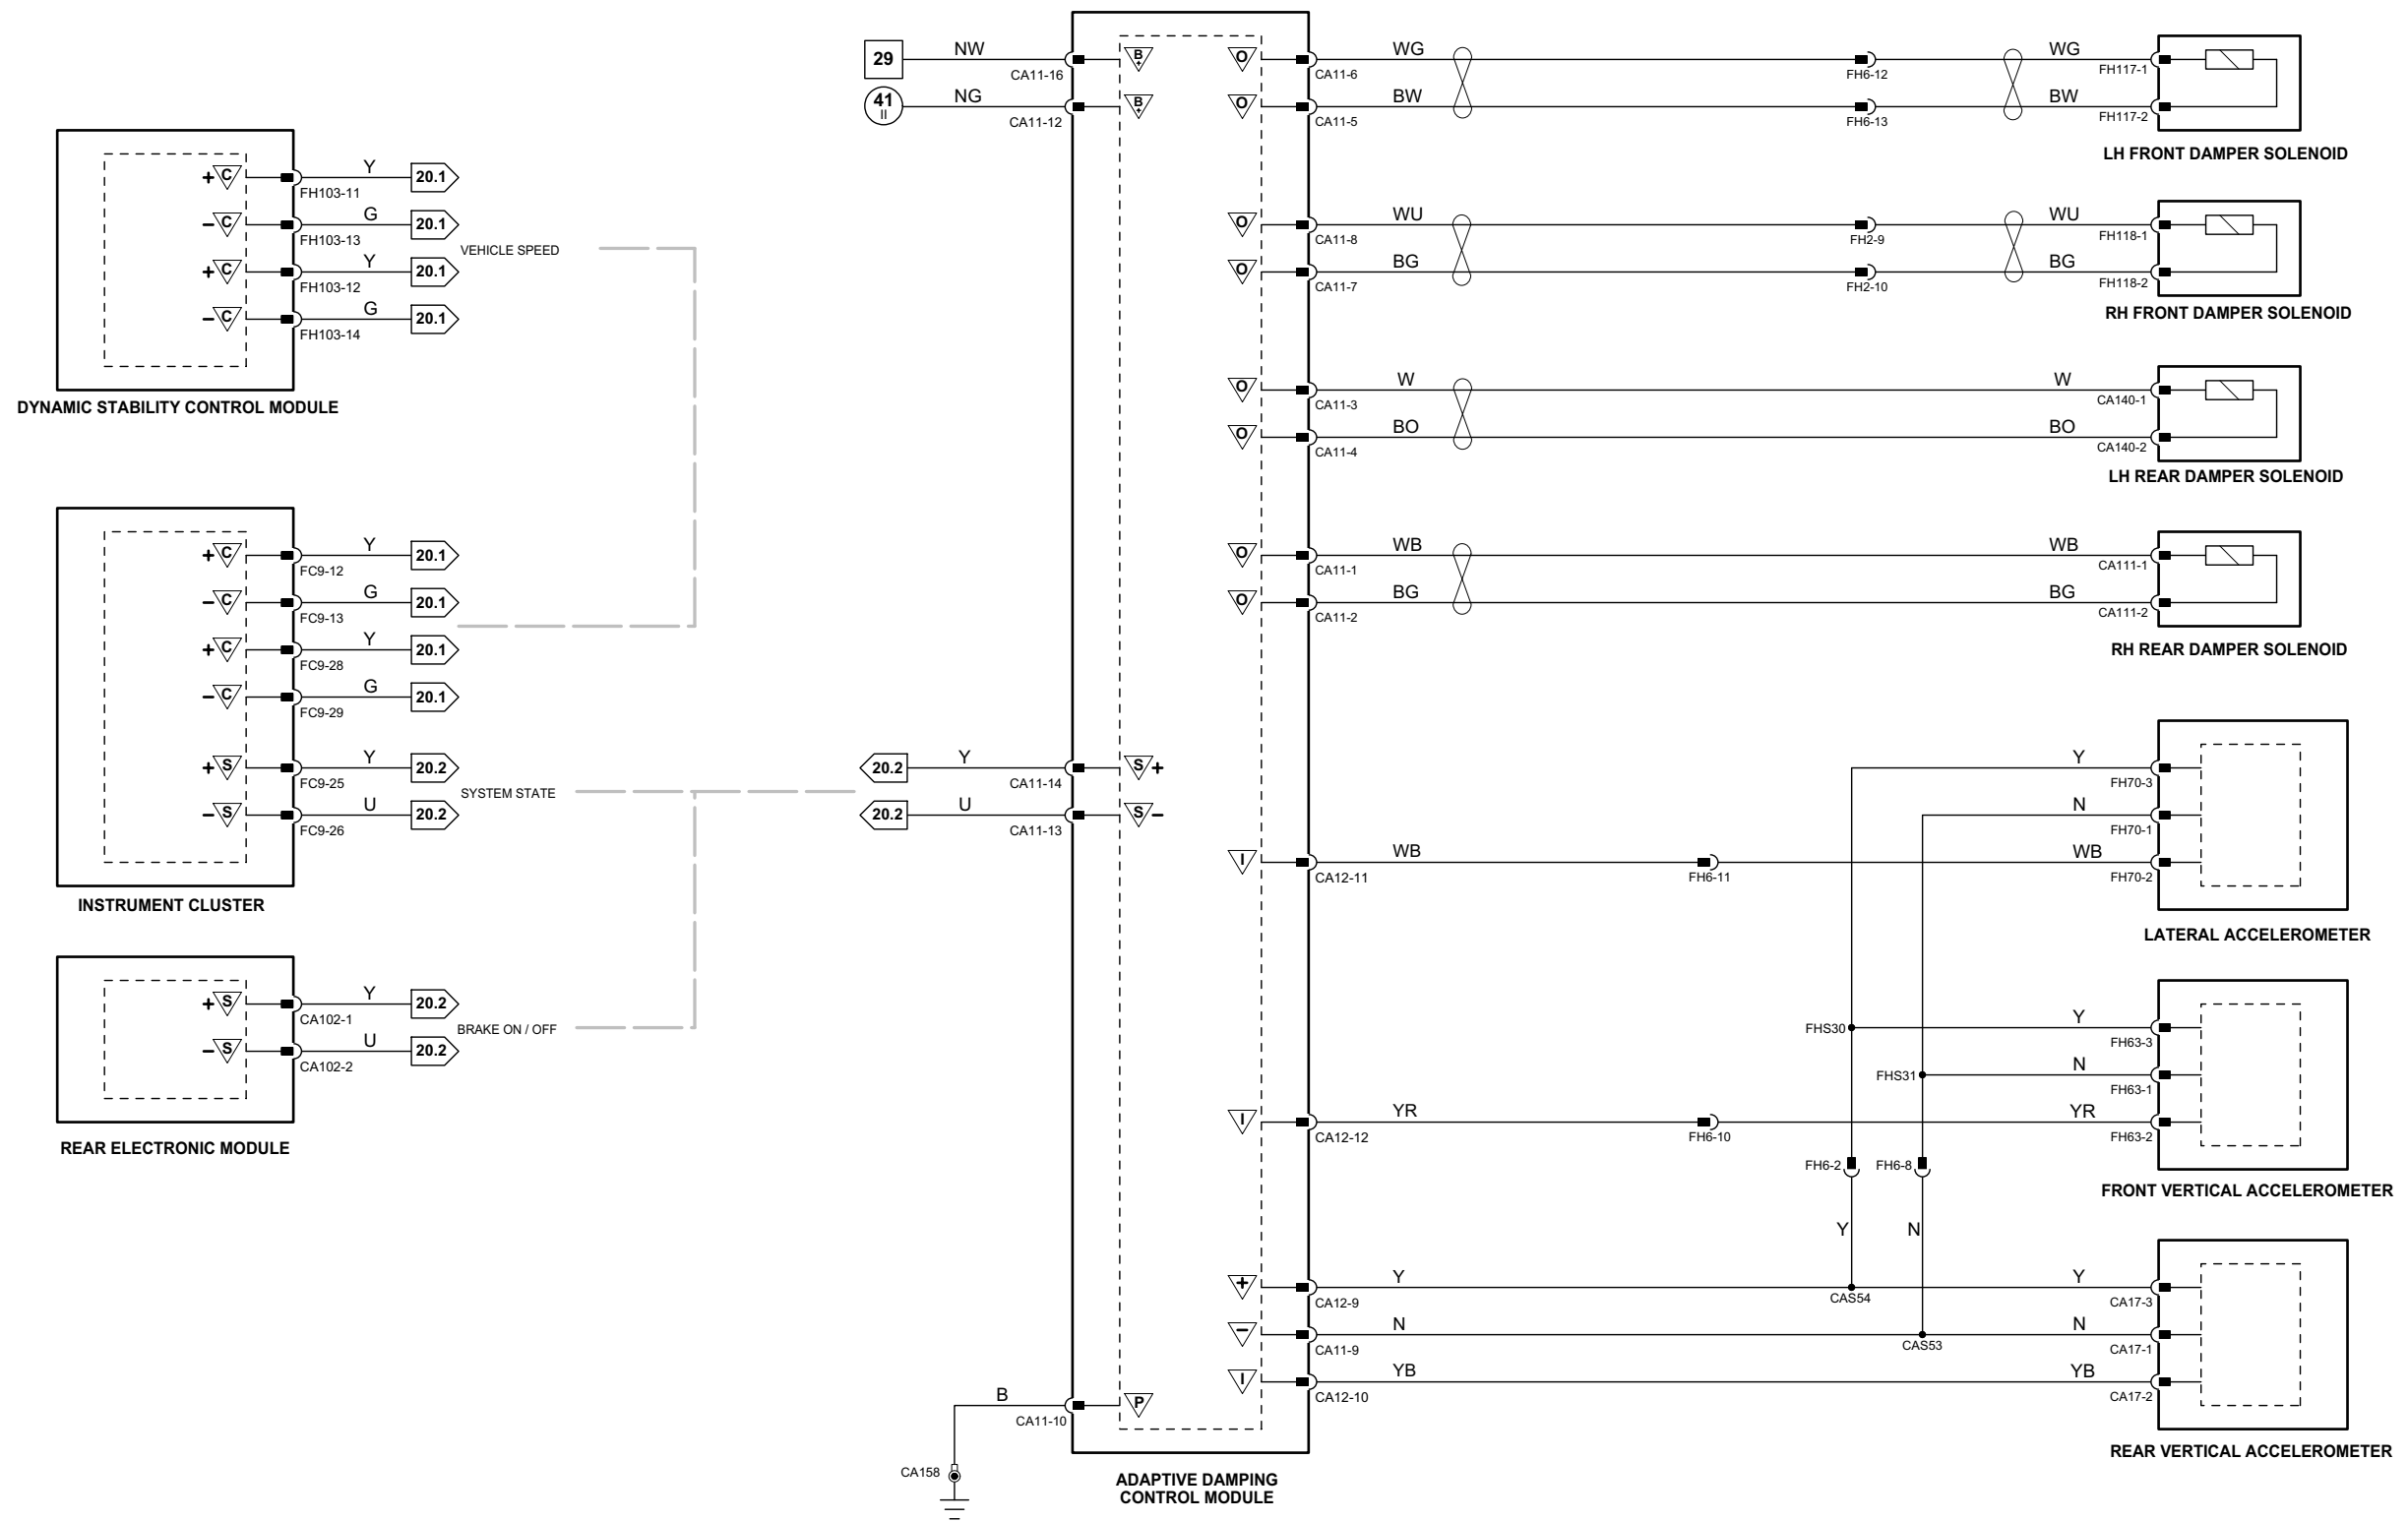 29
NW
CA11-16
41
II
NG
CA11-12
B
+
B
+
+ C
Y
20.1
FH103-11
− C
G
20.1
FH103-13
VEHICLE SPEED
+ C
Y
20.1
FH103-12
− C
G
20.1
FH103-14
DYNAMIC STABILITY CONTROL MODULE
+ C
Y
20.1
FC9-12
− C
G
20.1
FC9-13
+ C
Y
20.1
FC9-28
− C
G
20.1
FC9-29
+ S
Y
20.2
FC9-25
SYSTEM STATE
− S
U
20.2
FC9-26
INSTRUMENT CLUSTER
+ S
Y
20.2
CA102-1
BRAKE ON / OFF
− S
U
20.2
CA102-2
REAR ELECTRONIC MODULE
20.2
Y
CA11-14
S +
20.2
U
CA11-13
S −
B
CA11-10
P
CA158
ADAPTIVE DAMPING
CONTROL MODULE
O
CA11-6
WG
FH6-12
WG
FH117-1
O
CA11-5
BW
FH6-13
BW
FH117-2
LH FRONT DAMPER SOLENOID
O
CA11-8
WU
FH2-9
WU
FH118-1
O
CA11-7
BG
FH2-10
BG
FH118-2
RH FRONT DAMPER SOLENOID
O
CA11-3
W
W
CA140-1
O
CA11-4
BO
BO
CA140-2
LH REAR DAMPER SOLENOID
O
CA11-1
WB
WB
CA111-1
O
CA11-2
BG
BG
CA111-2
RH REAR DAMPER SOLENOID
Y
FH70-3
N
FH70-1
I
CA12-11
WB
FH6-11
WB
FH70-2
LATERAL ACCELEROMETER
FHS30
Y
FH63-3
FHS31
N
FH63-1
I
CA12-12
YR
FH6-10
YR
FH63-2
FH6-2
FH6-8
FRONT VERTICAL ACCELEROMETER
Y
N
+
CA12-9
Y
CAS54
Y
CA17-3
−
CA11-9
N
CAS53
N
CA17-1
I
CA12-10
YB
YB
CA17-2
REAR VERTICAL ACCELEROMETER